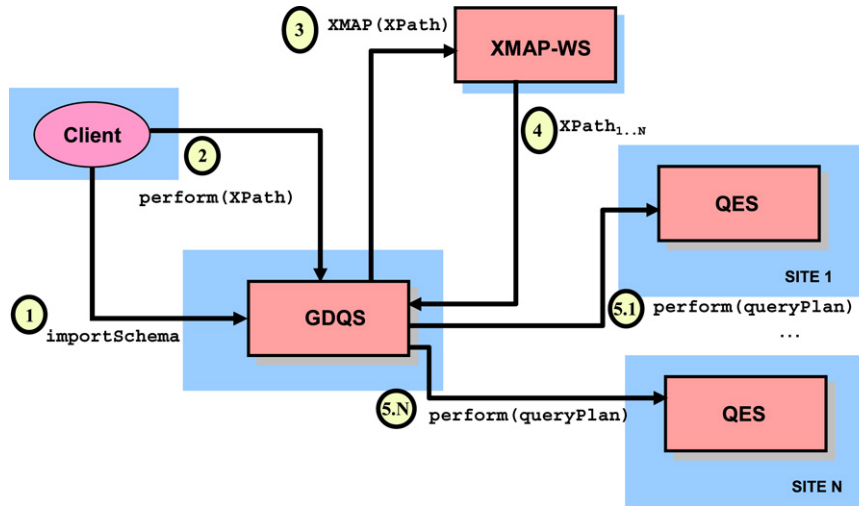 3
XMAP(XPath)
XMAP-WS
Client
2
4
XPath1..N
perform(XPath)
QES
SITE 1
1
importSchema
GDQS
5.1
perform(queryPlan)
...
5.N
perform(queryPlan)
QES
SITE N